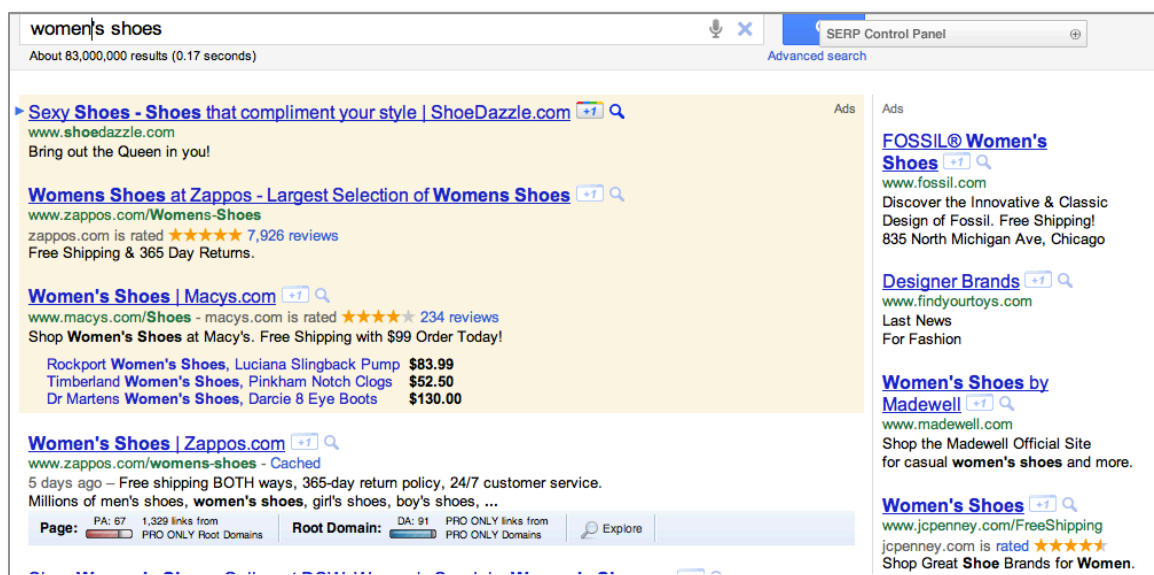 women's shoes
SERP Control Panel
About 83,000,000 results (0.17 seconds)
Advanced search
Sexy Shoes - Shoes that compliment your style | ShoeDazzle.com +1
Ads
www.shoedazzle.com
Bring out the Queen in you!
Womens Shoes at Zappos - Largest Selection of Womens Shoes +1
www.zappos.com/Womens-Shoes
zappos.com is rated ★★★★★ 7,926 reviews
Free Shipping & 365 Day Returns.
Women's Shoes | Macys.com +1
www.macys.com/Shoes - macys.com is rated ★★★★★ 234 reviews
Shop Women's Shoes at Macy's. Free Shipping with $99 Order Today!
Rockport Women's Shoes, Luciana Slingback Pump $83.99
Timberland Women's Shoes, Pinkham Notch Clogs $52.50
Dr Martens Women's Shoes, Darcie 8 Eye Boots $130.00
Women's Shoes | Zappos.com +1
www.zappos.com/womens-shoes - Cached
5 days ago – Free shipping BOTH ways, 365-day return policy, 24/7 customer service.
Millions of men's shoes, women's shoes, girl's shoes, boy's shoes, ...
Page: PA: 67 1,329 links from PRO ONLY Root Domains Root Domain: DA: 91 PRO ONLY links from PRO ONLY Domains Explore
Ads
FOSSIL® Women's
Shoes +1
www.fossil.com
Discover the Innovative & Classic
Design of Fossil. Free Shipping!
835 North Michigan Ave, Chicago
Designer Brands +1
www.findyourtoys.com
Last News
For Fashion
Women's Shoes by
Madewell +1
www.madewell.com
Shop the Madewell Official Site
for casual women's shoes and more.
Women's Shoes +1
www.jcpenney.com/FreeShipping
jcpenney.com is rated ★★★★★
Shop Great Shoe Brands for Women.